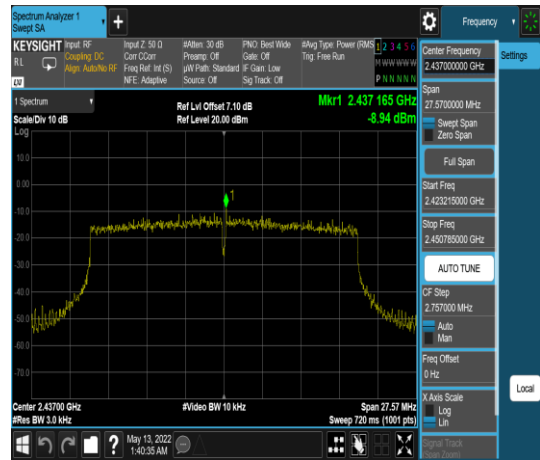 Spectrum Analyzer 1
Swept SA
Frequency
KEYSIGHT
RL
Input: RF
Coupling: DC
Align: Auto/No RF
Input Z: 50 Ω
Corr CCorr
Freq Ref: Int (S)
NFE: Adaptive
#Atten: 30 dB
Preamp: Off
µW Path: Standard
Source: Off
PNO: Best Wide
Gate: Off
IF Gain: Low
Sig Track: Off
#Avg Type: Power (RMS
Trig: Free Run
1 2 3 4 5 6
M W W W W W
P N N N N N
LXI
1 Spectrum
Scale/Div 10 dB
Log
Ref Lvl Offset 7.10 dB
Ref Level 20.00 dBm
Mkr1 2.437 165 GHz
-8.94 dBm
10.0
0.00
-10.0
-20.0
-30.0
-40.0
-50.0
-60.0
-70.0
1
Center 2.43700 GHz
#Res BW 3.0 kHz
#Video BW 10 kHz
Span 27.57 MHz
Sweep 720 ms (1001 pts)
?
May 13, 2022
1:40:35 AM
Center Frequency
2.437000000 GHz
Span
27.5700000 MHz
Swept Span
Zero Span
Full Span
Start Freq
2.423215000 GHz
Stop Freq
2.450785000 GHz
AUTO TUNE
CF Step
2.757000 MHz
Auto
Man
Freq Offset
0 Hz
X Axis Scale
Log
Lin
Signal Track
(Span Zoom)
Settings
Local